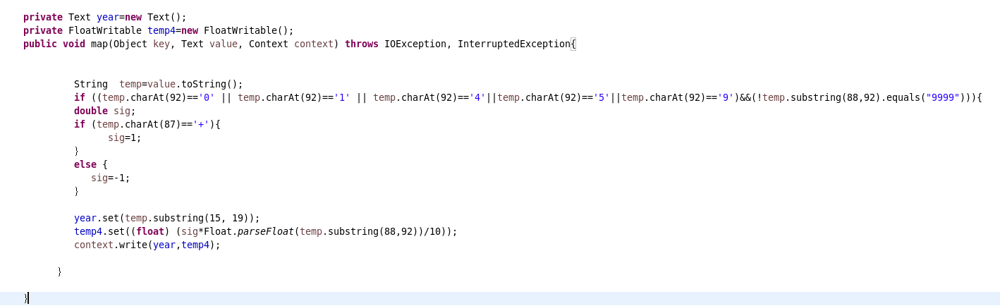 private Text year=new Text();
private FloatWritable temp4=new FloatWritable();
public void map(Object key, Text value, Context context) throws IOException, InterruptedException{
String  temp=value.toString();
if ((temp.charAt(92)=='0' || temp.charAt(92)=='1' || temp.charAt(92)=='4'||temp.charAt(92)=='5'||temp.charAt(92)=='9')&&(!temp.substring(88,92).equals("9999"))){
double sig;
if (temp.charAt(87)=='+'){
sig=1;
}
else {
sig=-1;
}
year.set(temp.substring(15, 19));
temp4.set((float) (sig*Float.parseFloat(temp.substring(88,92))/10));
context.write(year,temp4);
}
}